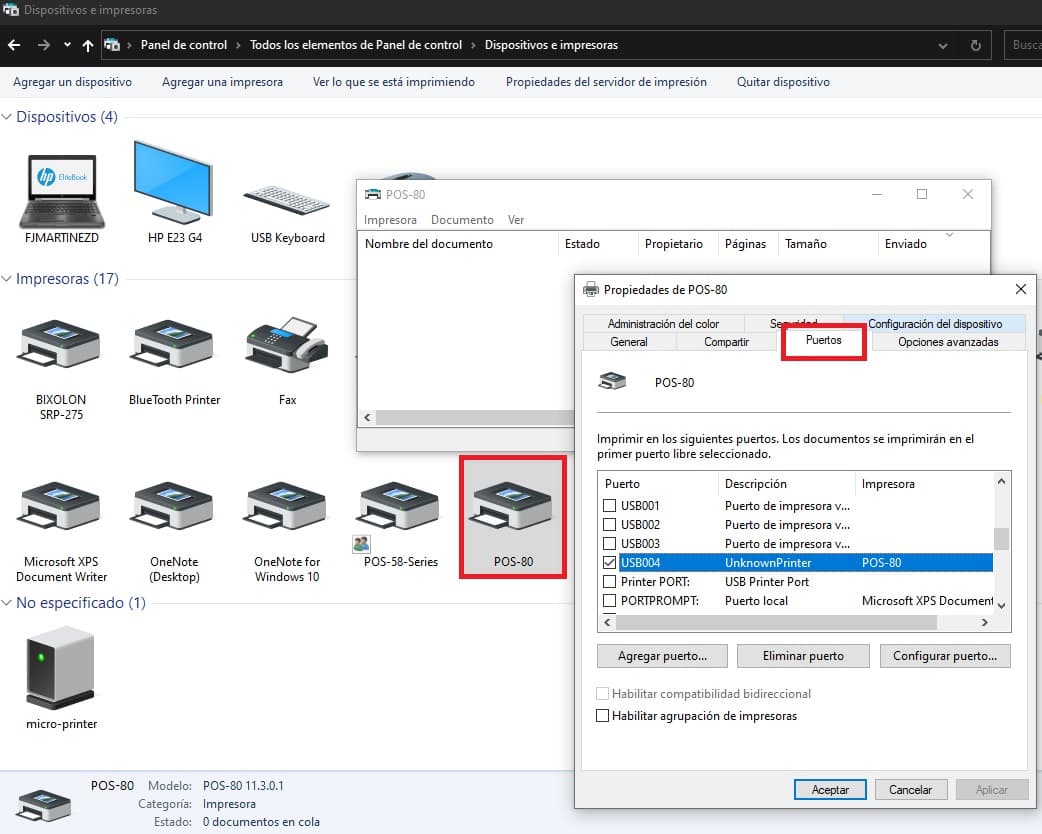 Dispositivos e impresoras
Panel de control
Todos los elementos de Panel de control
Dispositivos e impresoras
Agregar un dispositivo
Agregar una impresora
Ver lo que se está imprimiendo
Propiedades del servidor de impresión
Quitar dispositivo
Dispositivos (4)
hp EliteBook
FJMARTINEZD
HP E23 G4
USB Keyboard
Impresoras (17)
BIXOLON
SRP-275
BlueTooth Printer
Fax
Microsoft XPS
Document Writer
OneNote
(Desktop)
OneNote for
Windows 10
POS-58-Series
POS-80
No especificado (1)
micro-printer
POS-80
Modelo: POS-80 11.3.0.1
Categoría: Impresora
Estado: 0 documentos en cola
POS-80
Impresora Documento Ver
Nombre del documento Estado Propietario Páginas Tamaño Enviado
Propiedades de POS-80
Administración del color Configuración del dispositivo
General Compartir Puertos Opciones avanzadas
POS-80
Imprimir en los siguientes puertos. Los documentos se imprimirán en el
primer puerto libre seleccionado.
Puerto Descripción Impresora
USB001 Puerto de impresora v...
USB002 Puerto de impresora v...
USB003 Puerto de impresora v...
USB004 UnknownPrinter POS-80
Printer PORT: USB Printer Port
PORTPROMPT: Puerto local Microsoft XPS Document
Agregar puerto... Eliminar puerto Configurar puerto...
Habilitar compatibilidad bidireccional
Habilitar agrupación de impresoras
Aceptar Cancelar Aplicar